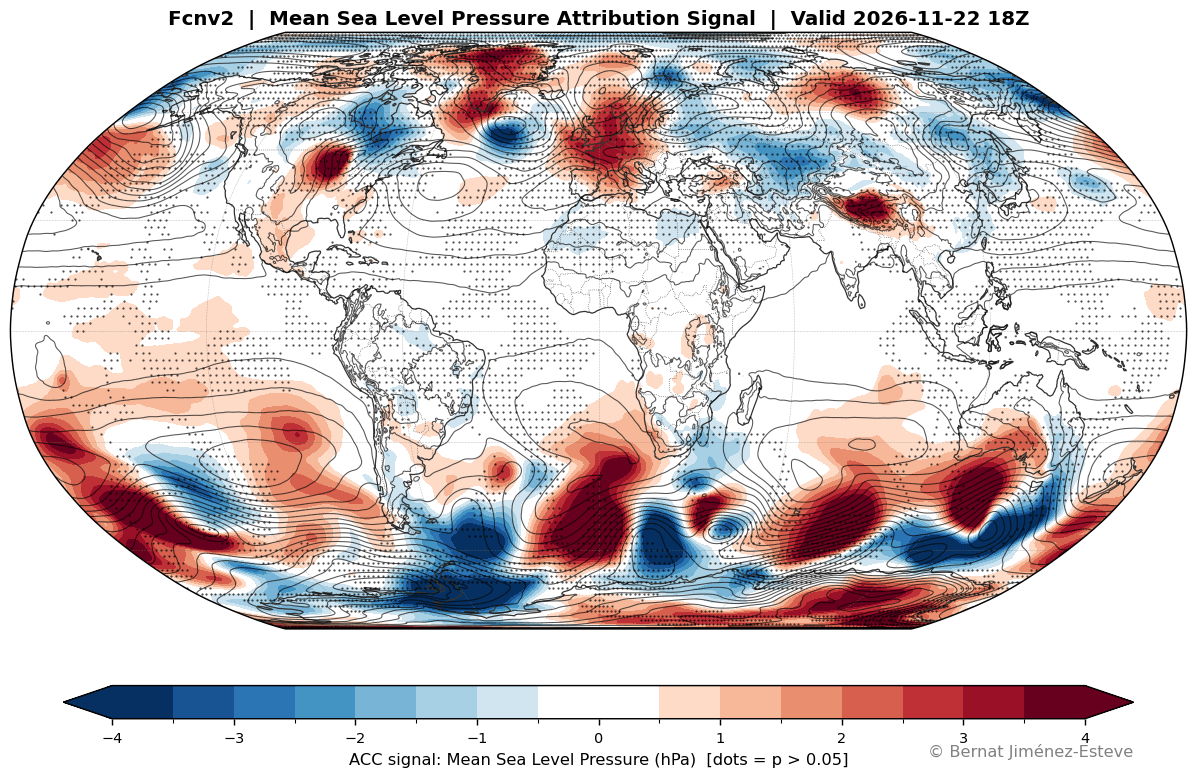 Fcnv2 | Mean Sea Level Pressure Attribution Signal | Valid 2026-11-22 18Z
−4 −3 −2 −1 0 1 2 3 4
ACC signal: Mean Sea Level Pressure (hPa) [dots = p > 0.05]
© Bernat Jiménez-Esteve